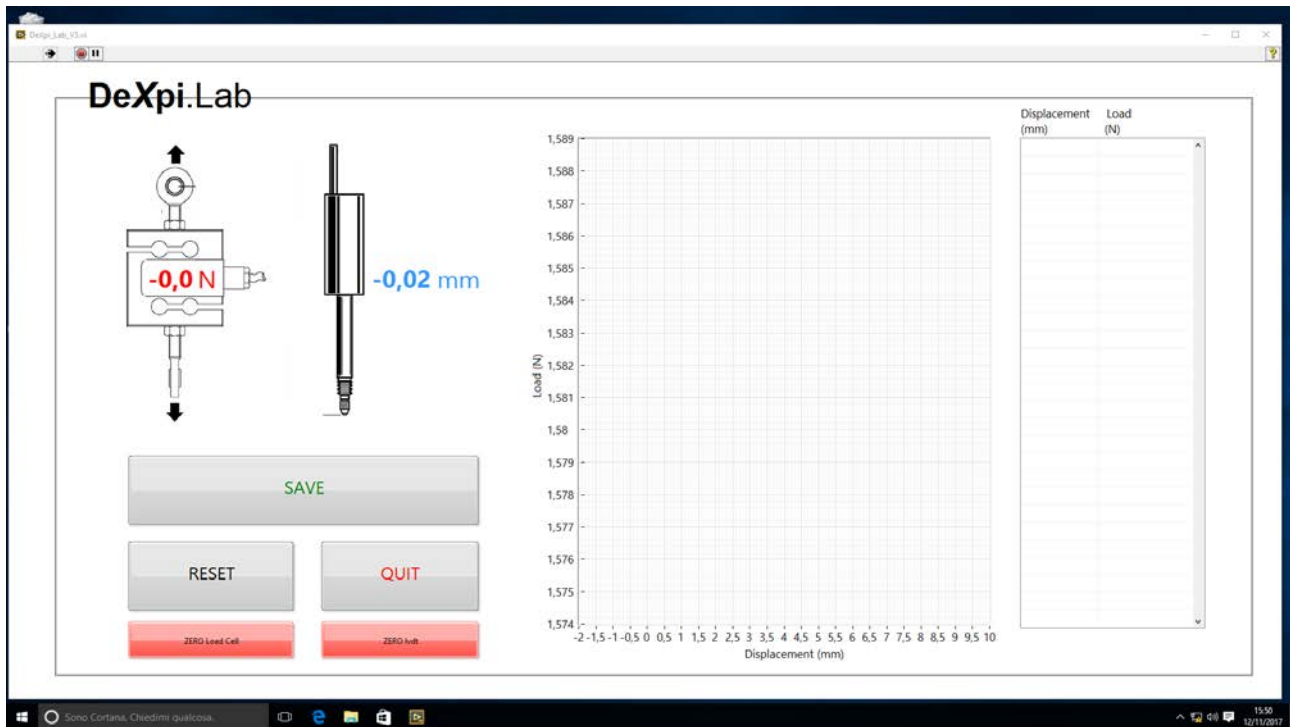 DeXpi_Lab_V3.vi
DeXpi.Lab
-0,0 N
-0,02 mm
SAVE
RESET
QUIT
ZERO Load Cell
ZERO lvdt
Load (N)
1,589
1,588
1,587
1,586
1,585
1,584
1,583
1,582
1,581
1,58
1,579
1,578
1,577
1,576
1,575
1,574
-2 -1,5 -1 -0,5 0 0,5 1 1,5 2 2,5 3 3,5 4 4,5 5 5,5 6 6,5 7 7,5 8 8,5 9 9,5 10
Displacement (mm)
Displacement Load
(mm) (N)
Sono Cortana. Chiedimi qualcosa.
15:50
12/11/2017